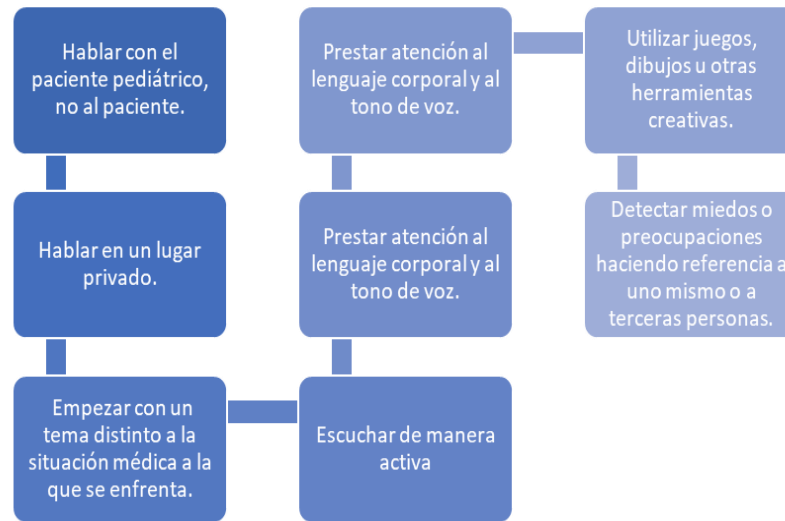 Hablar con el
paciente pediátrico,
no al paciente.
Hablar en un lugar
privado.
Empezar con un
tema distinto a la
situación médica a la
que se enfrenta.
Escuchar de manera
activa
Prestar atención al
lenguaje corporal y al
tono de voz.
Prestar atención al
lenguaje corporal y al
tono de voz.
Utilizar juegos,
dibujos u otras
herramientas
creativas.
Detectar miedos o
preocupaciones
haciendo referencia a
uno mismo o a
terceras personas.